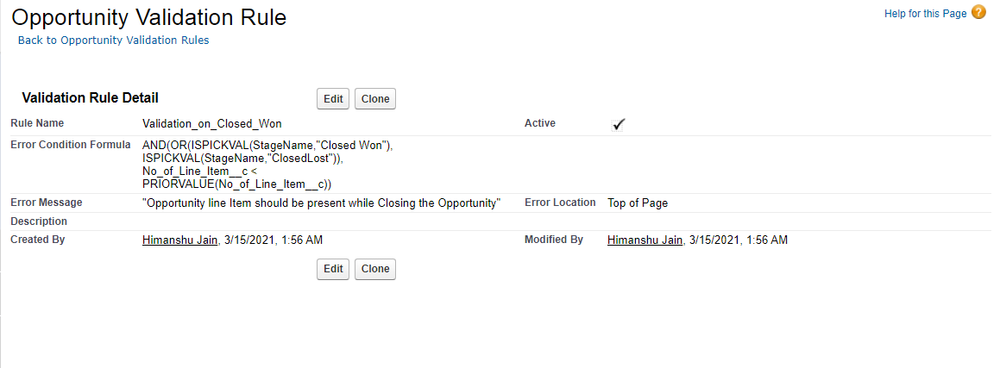 Opportunity Validation Rule
Help for this Page ?
Back to Opportunity Validation Rules
Validation Rule Detail
Edit Clone
Rule Name Validation_on_Closed_Won Active
Error Condition Formula AND(OR(ISPICKVAL(StageName,"Closed Won"),
ISPICKVAL(StageName,"ClosedLost")),
No_of_Line_Item__c <
PRIORVALUE(No_of_Line_Item__c))
Error Message "Opportunity line Item should be present while Closing the Opportunity" Error Location Top of Page
Description
Created By Himanshu Jain, 3/15/2021, 1:56 AM Modified By Himanshu Jain, 3/15/2021, 1:56 AM
Edit Clone